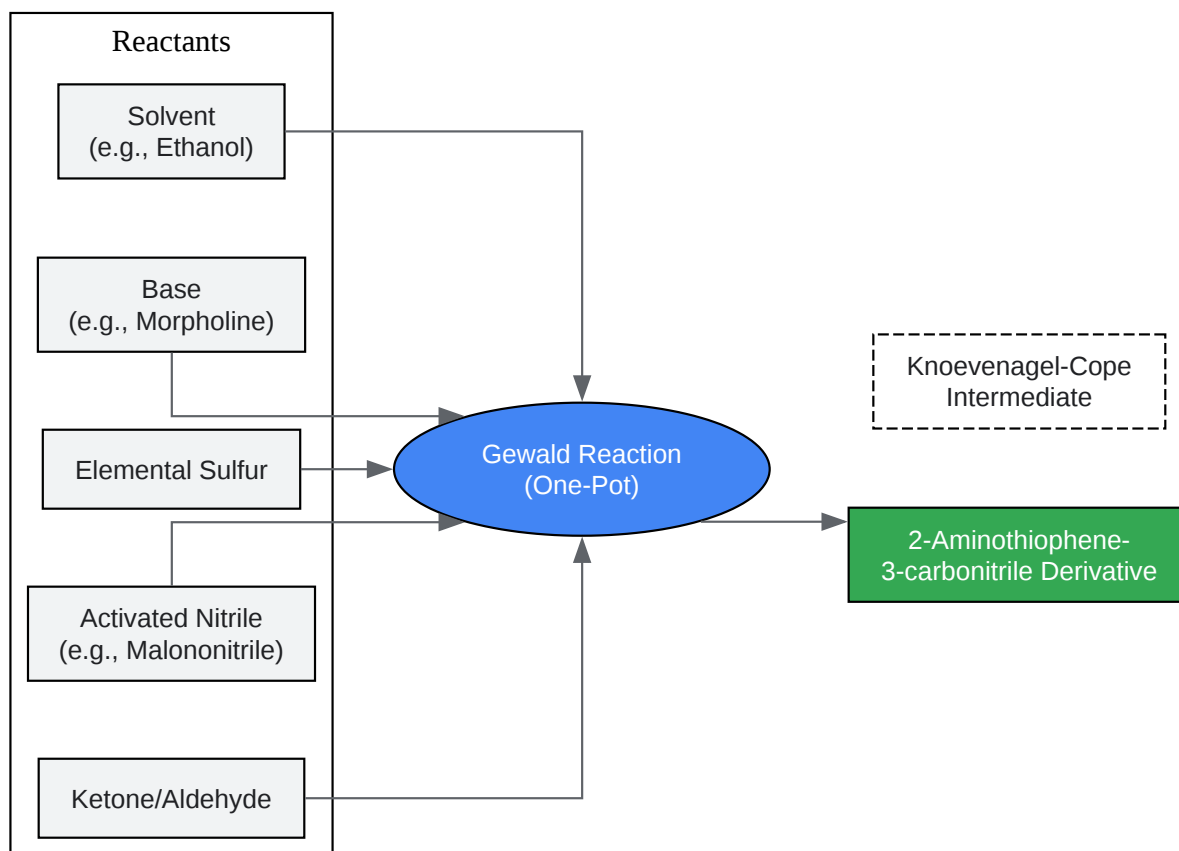 Reactants
Solvent
(e.g., Ethanol)
Base
(e.g., Morpholine)
Elemental Sulfur
Activated Nitrile
(e.g., Malononitrile)
Ketone/Aldehyde
Gewald Reaction
(One-Pot)
Knoevenagel-Cope
Intermediate
2-Aminothiophene-
3-carbonitrile Derivative